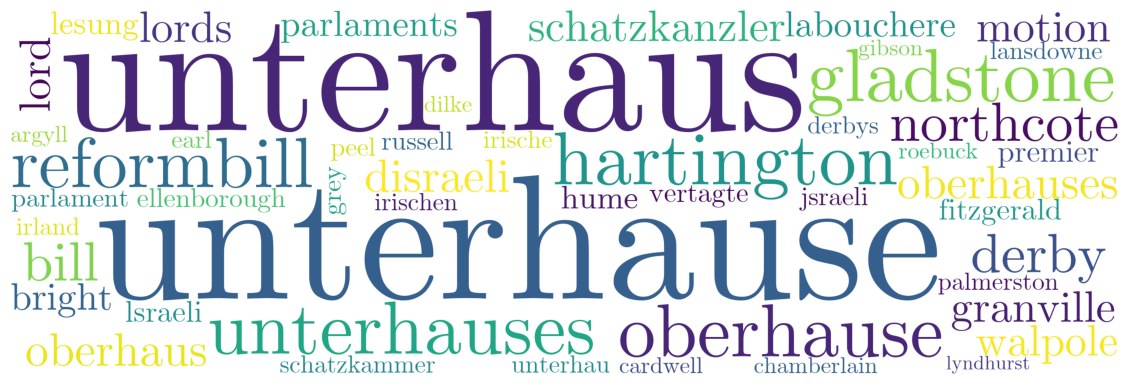 lesung lords parlaments schatzkanzler labouchere motion
lord unterhaus gibson lansdowne
gladstone
dilke
argyll earl peel russell irische derbys northcote
reformbill disraeli hartington roebuck premier
parlament ellenborough grey irischen hume vertagte jsraeli oberhauses
irland unterhause fitzgerald
bill derby
bright lsraeli palmerston
unterhauses oberhause granville
oberhaus walpole
schatzkammer unterhau cardwell chamberlain lyndhurst